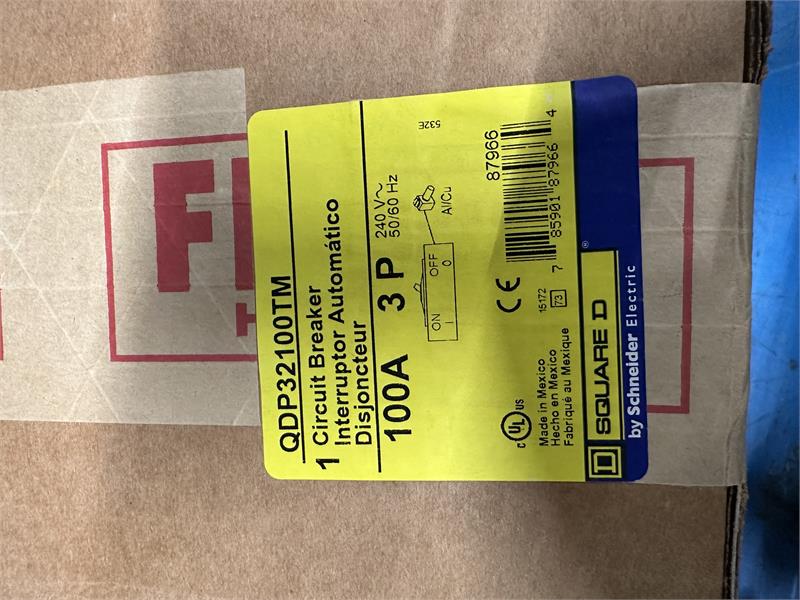 QDP32100TM
1 Circuit Breaker
Interruptor Automático
Disjoncteur
100A 3 P 240 V~
50/60 Hz
ON OFF
I O
Al/Cu
532E
c UL us
CE
87966
7 85901 87966 4
Made in Mexico
Hecho en Mexico
Fabriqué au Mexique
15172
73
D SQUARE D ®
by Schneider Electric